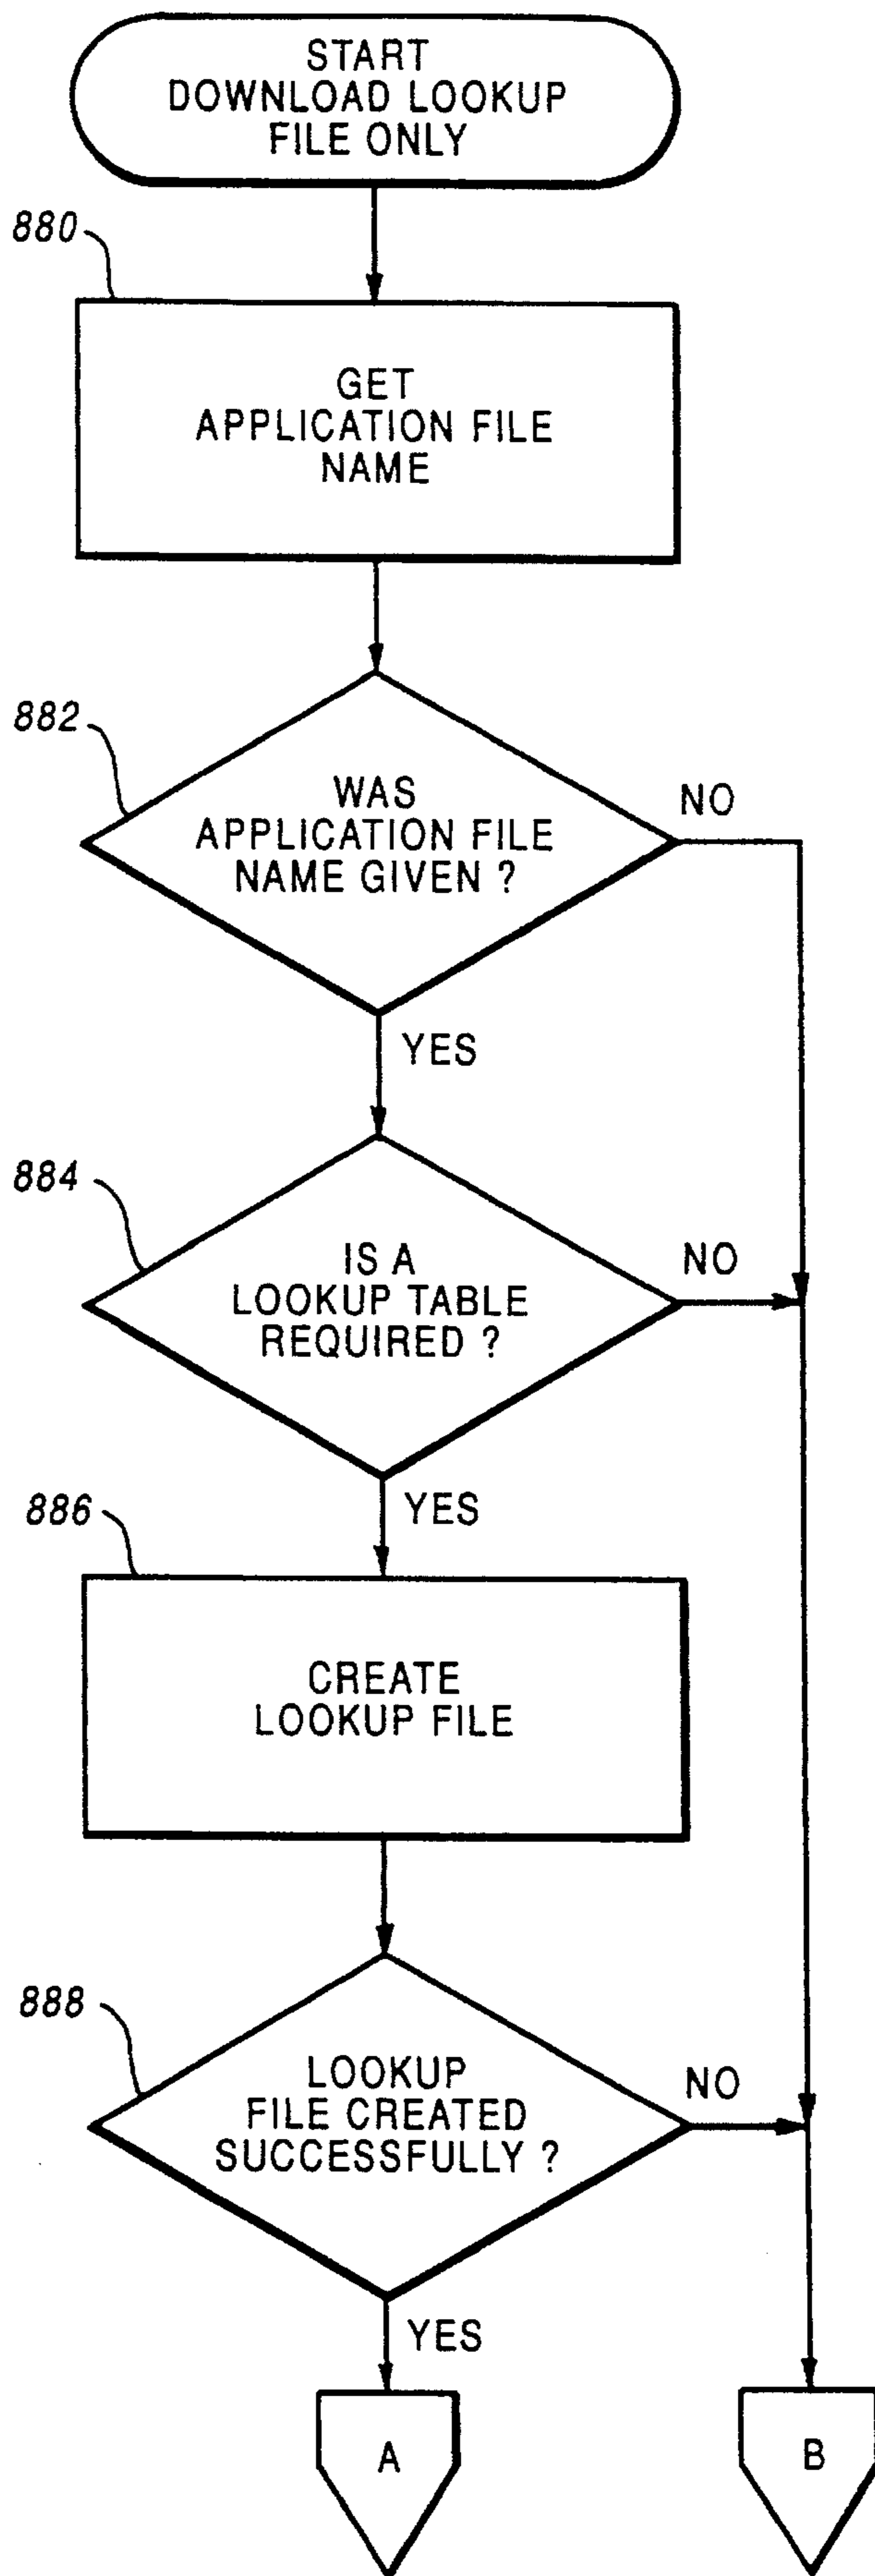 START
DOWNLOAD LOOKUP
FILE ONLY
880
GET
APPLICATION FILE
NAME
882
WAS
APPLICATION FILE
NAME GIVEN ?
NO
YES
884
IS A
LOOKUP TABLE
REQUIRED ?
NO
YES
886
CREATE
LOOKUP FILE
888
LOOKUP
FILE CREATED
SUCCESSFULLY ?
NO
YES
A
B